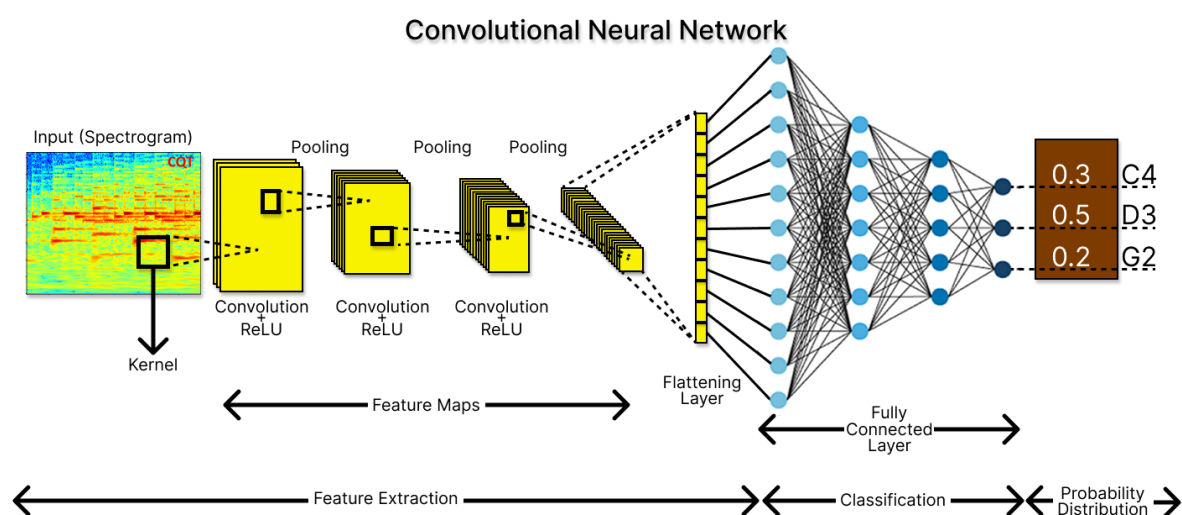 Convolutional Neural Network
Input (Spectrogram)
CQT
Pooling
Pooling
Pooling
0.3 C4
0.5 D3
0.2 G2
Convolution
+
ReLU
Convolution
+
ReLU
Convolution
+
ReLU
Kernel
Flattening
Layer
Feature Maps
Fully
Connected
Layer
Feature Extraction
Classification
Probability
Distribution